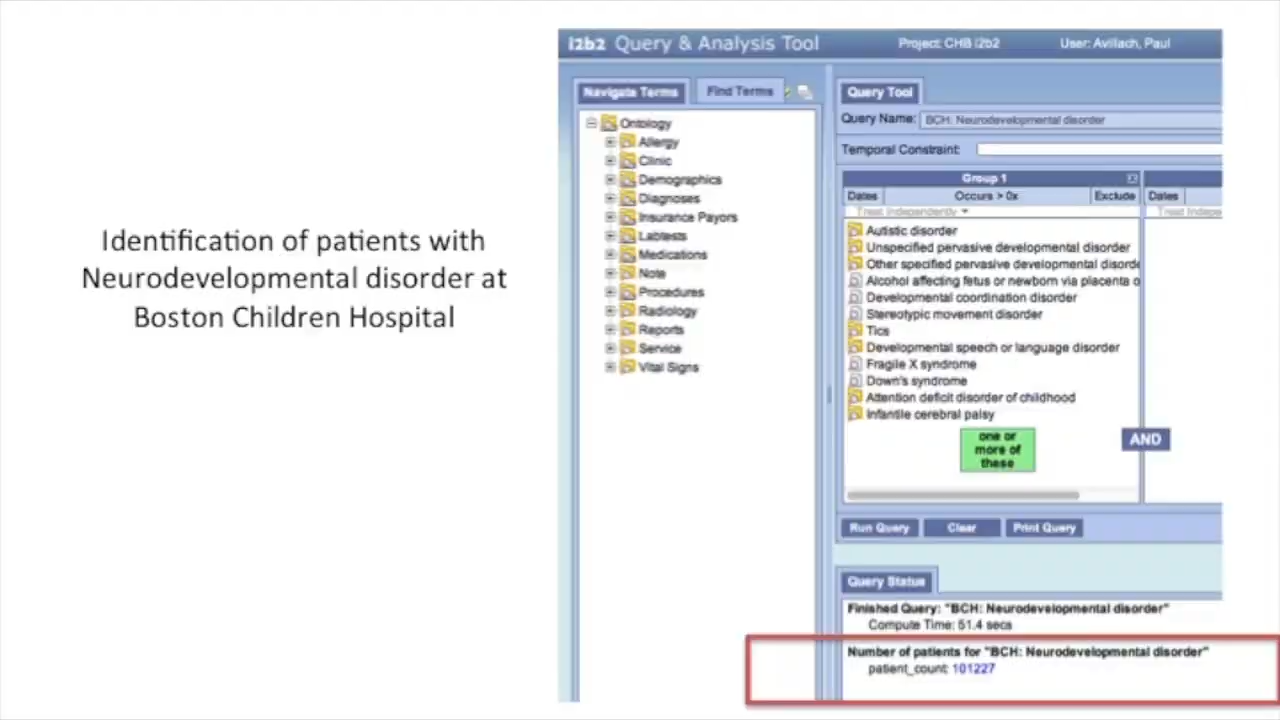 Identification of patients with
Neurodevelopmental disorder at
Boston Children Hospital
i2b2 Query & Analysis Tool
Project: CHB i2b2
User: Avillach, Paul
Navigate Terms
Find Terms
Ontology
Allergy
Clinic
Demographics
Diagnoses
Insurance Payors
Labtests
Medications
Note
Procedures
Radiology
Reports
Service
Vital Signs
Query Tool
Query Name: BCH: Neurodevelopmental disorder
Temporal Constraint:
Group 1
Dates Occurs > 0x Exclude Dates
Treat Independently Treat Indepe
Autistic disorder
Unspecified pervasive developmental disorder
Other specified pervasive developmental disorde
Alcohol affecting fetus or newborn via placenta o
Developmental coordination disorder
Stereotypic movement disorder
Tics
Developmental speech or language disorder
Fragile X syndrome
Down's syndrome
Attention deficit disorder of childhood
Infantile cerebral palsy
one or
more of
these
AND
Run Query Clear Print Query
Query Status
Finished Query: "BCH: Neurodevelopmental disorder"
Compute Time: 51.4 secs
Number of patients for "BCH: Neurodevelopmental disorder"
patient_count: 101227